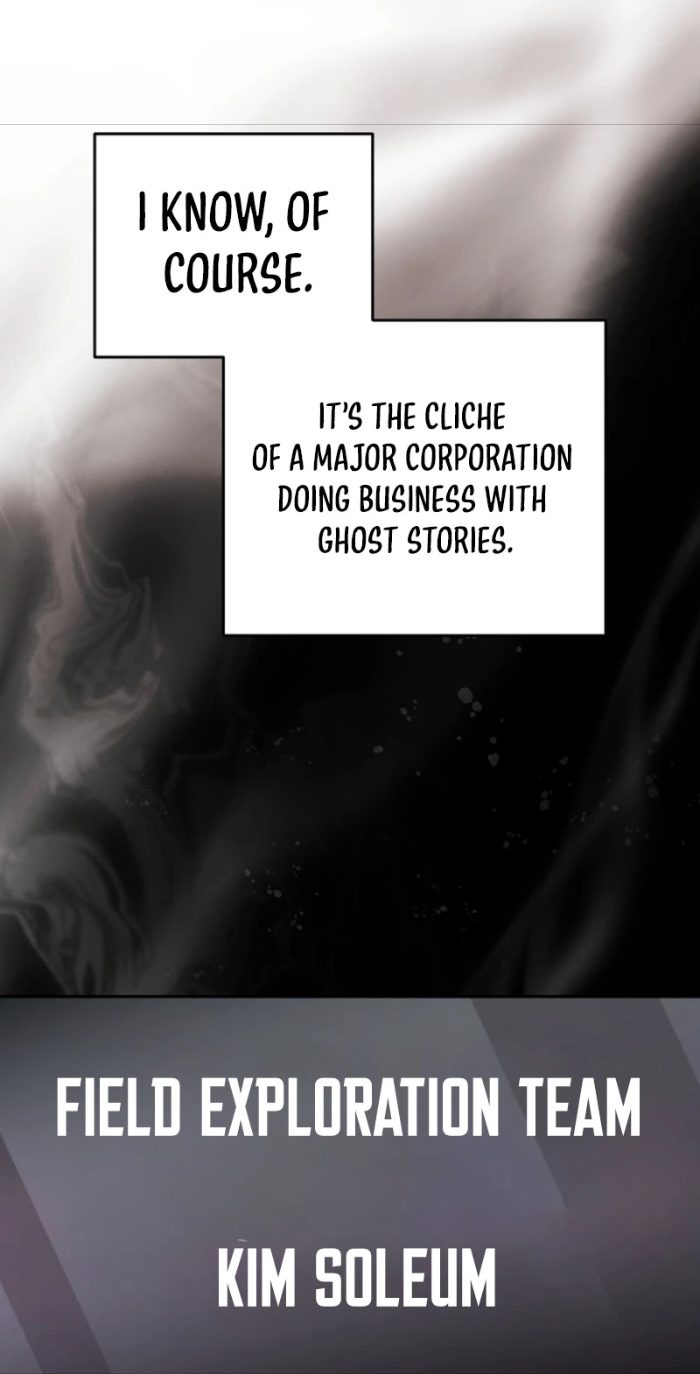 I KNOW, OF
COURSE.
IT'S THE CLICHE
OF A MAJOR CORPORATION
DOING BUSINESS WITH
GHOST STORIES.
FIELD EXPLORATION TEAM
KIM SOLEUM